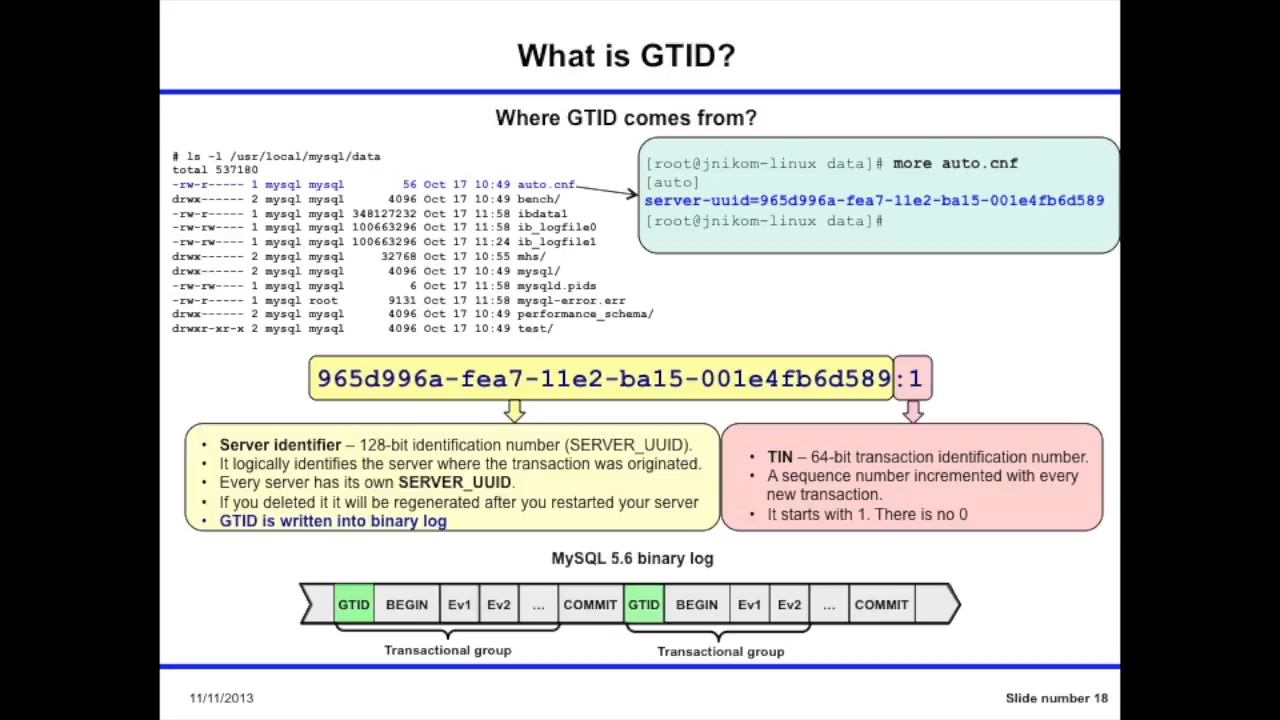 What is GTID?
Where GTID comes from?
# ls -l /usr/local/mysql/data
total 537180
-rw-r----- 1 mysql mysql 56 Oct 17 10:49 auto.cnf
drwx------ 2 mysql mysql 4096 Oct 17 10:49 bench/
-rw-r----- 1 mysql mysql 348127232 Oct 17 11:58 ibdata1
-rw-rw---- 1 mysql mysql 100663296 Oct 17 11:58 ib_logfile0
-rw-rw---- 1 mysql mysql 100663296 Oct 17 11:24 ib_logfile1
drwx------ 2 mysql mysql 32768 Oct 17 10:55 mhs/
drwx------ 2 mysql mysql 4096 Oct 17 10:49 mysql/
-rw-rw---- 1 mysql mysql 6 Oct 17 11:58 mysqld.pids
-rw-r----- 1 mysql root 9131 Oct 17 11:58 mysql-error.err
drwx------ 2 mysql mysql 4096 Oct 17 10:49 performance_schema/
drwxr-xr-x 2 mysql mysql 4096 Oct 17 10:49 test/
[root@jnikom-linux data]# more auto.cnf
[auto]
server-uuid=965d996a-fea7-11e2-ba15-001e4fb6d589
[root@jnikom-linux data]#
965d996a-fea7-11e2-ba15-001e4fb6d589:1
• Server identifier – 128-bit identification number (SERVER_UUID).
• It logically identifies the server where the transaction was originated.
• Every server has its own SERVER_UUID.
• If you deleted it it will be regenerated after you restarted your server
• GTID is written into binary log
• TIN – 64-bit transaction identification number.
• A sequence number incremented with every
new transaction.
• It starts with 1. There is no 0
MySQL 5.6 binary log
GTID BEGIN Ev1 Ev2 ... COMMIT GTID BEGIN Ev1 Ev2 ... COMMIT
Transactional group Transactional group
11/11/2013 Slide number 18